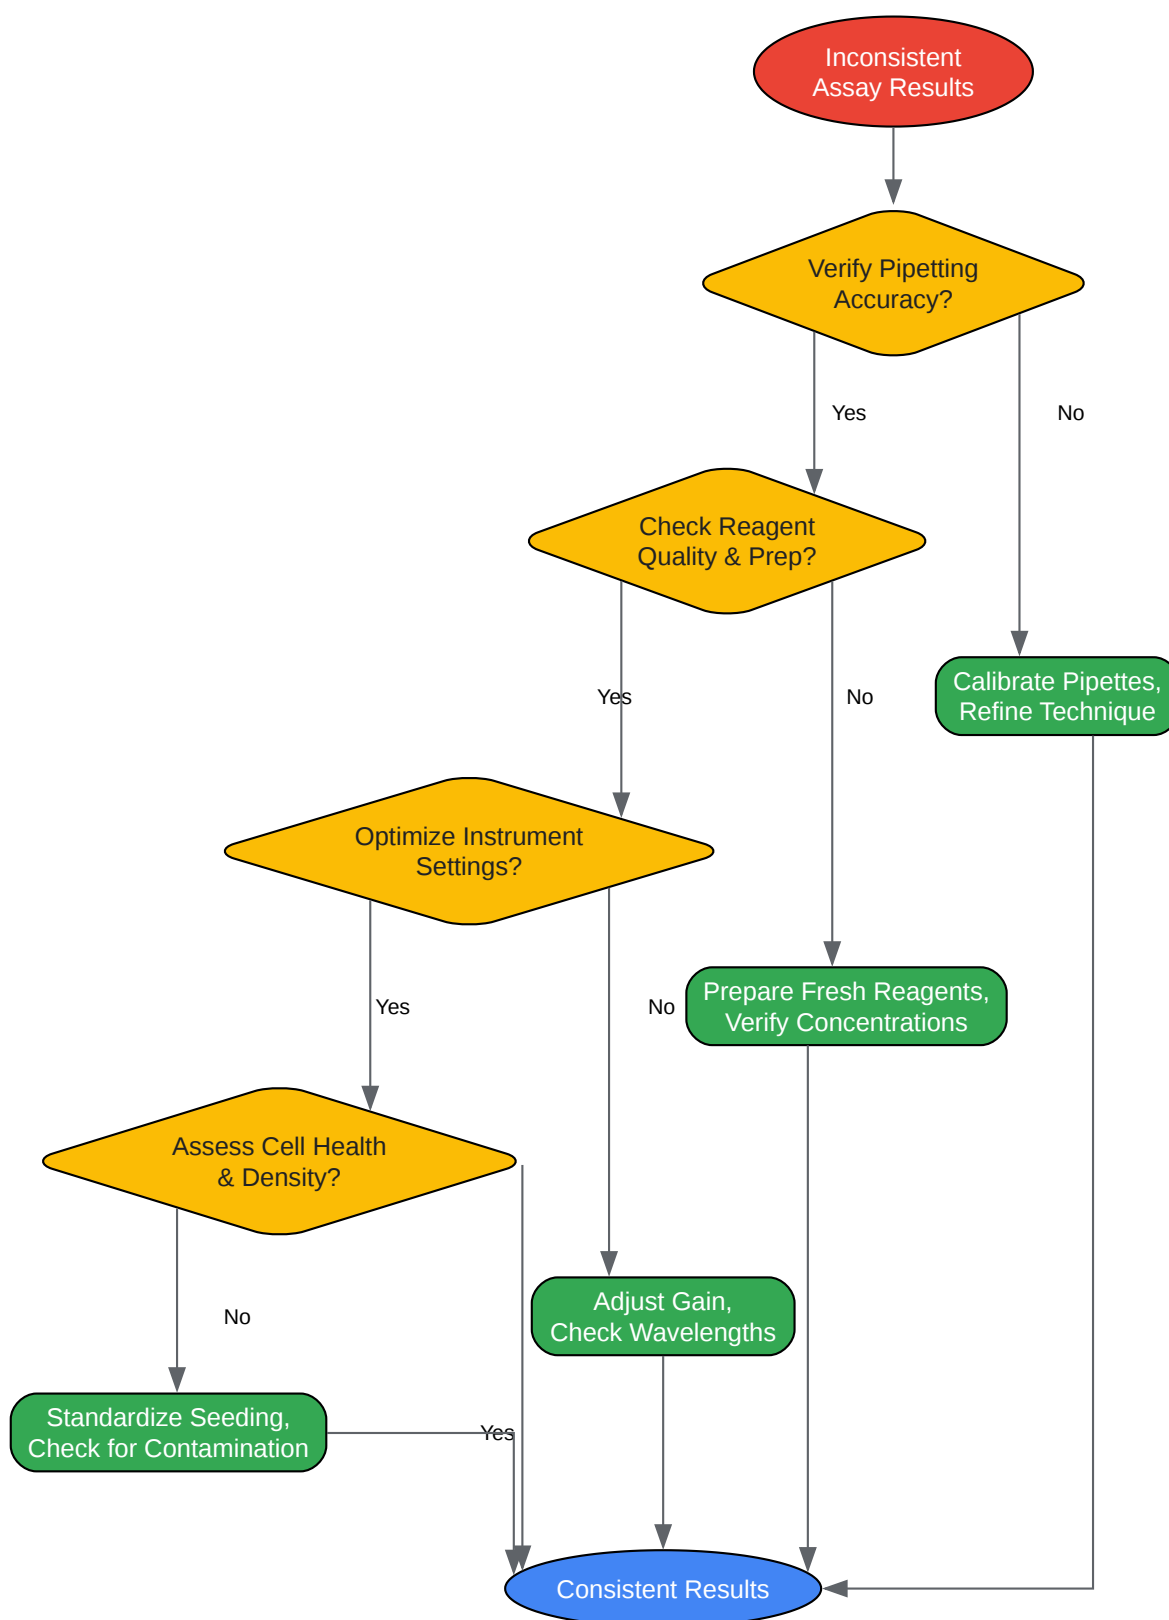 Inconsistent
Assay Results
Verify Pipetting
Accuracy?
Yes
No
Check Reagent
Quality & Prep?
Yes
No
Calibrate Pipettes,
Refine Technique
Optimize Instrument
Settings?
Yes
No
Prepare Fresh Reagents,
Verify Concentrations
Assess Cell Health
& Density?
No
Adjust Gain,
Check Wavelengths
Standardize Seeding,
Check for Contamination
Yes
Consistent Results